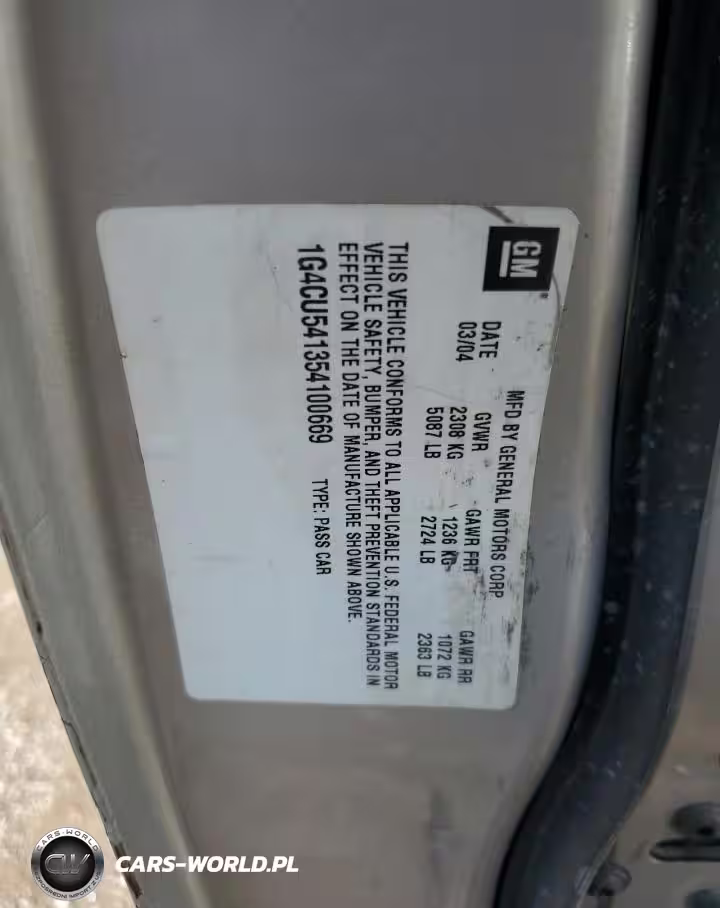 GM
MFD BY GENERAL MOTORS CORP
DATE GVWR GAWR FRT GAWR RR
03/04 2308 KG 1236 KG 1072 KG
5087 LB 2724 LB 2363 LB
THIS VEHICLE CONFORMS TO ALL APPLICABLE U.S. FEDERAL MOTOR
VEHICLE SAFETY, BUMPER, AND THEFT PREVENTION STANDARDS IN
EFFECT ON THE DATE OF MANUFACTURE SHOWN ABOVE.
1G4CU541354100669 TYPE: PASS CAR
CARS-WORLD
CW
CARS-WORLD.PL